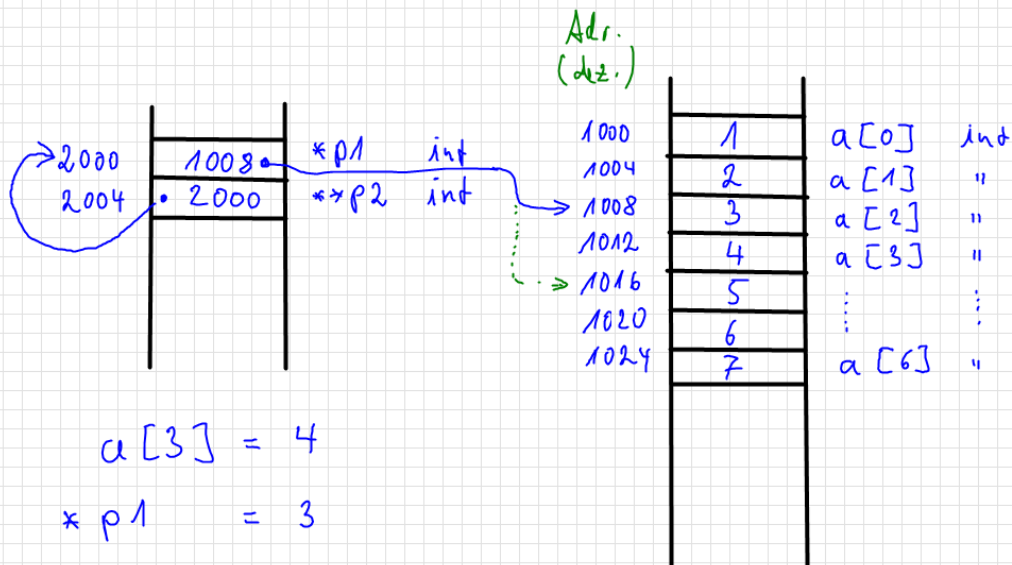 Adr.
(dez.)
2000 1008 *p1 int
2004 2000 **p2 int
1000 1 a[0] int
1004 2 a[1] "
1008 3 a[2] "
1012 4 a[3] "
1016 5
1020 6
1024 7 a[6] "
a[3] = 4
*p1 = 3